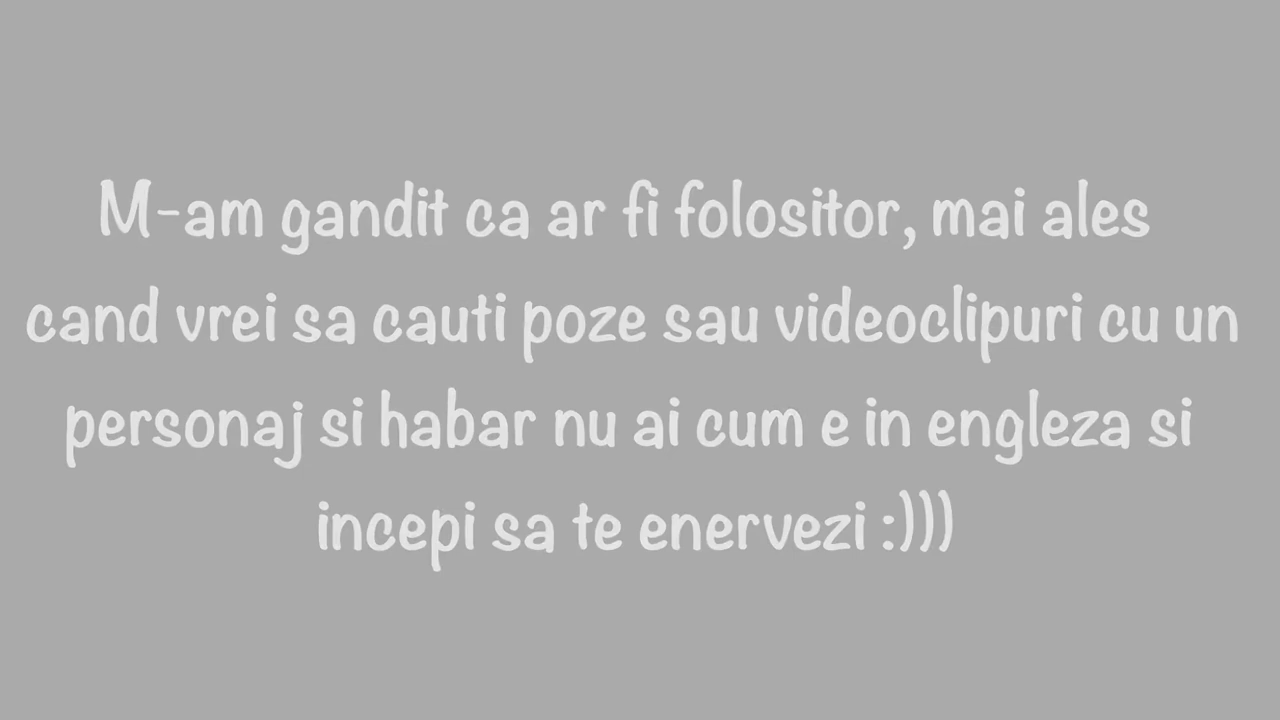 M-am gandit ca ar fi folositor, mai ales
cand vrei sa cauti poze sau videoclipuri cu un
personaj si habar nu ai cum e in engleza si
incepi sa te enervezi :)))